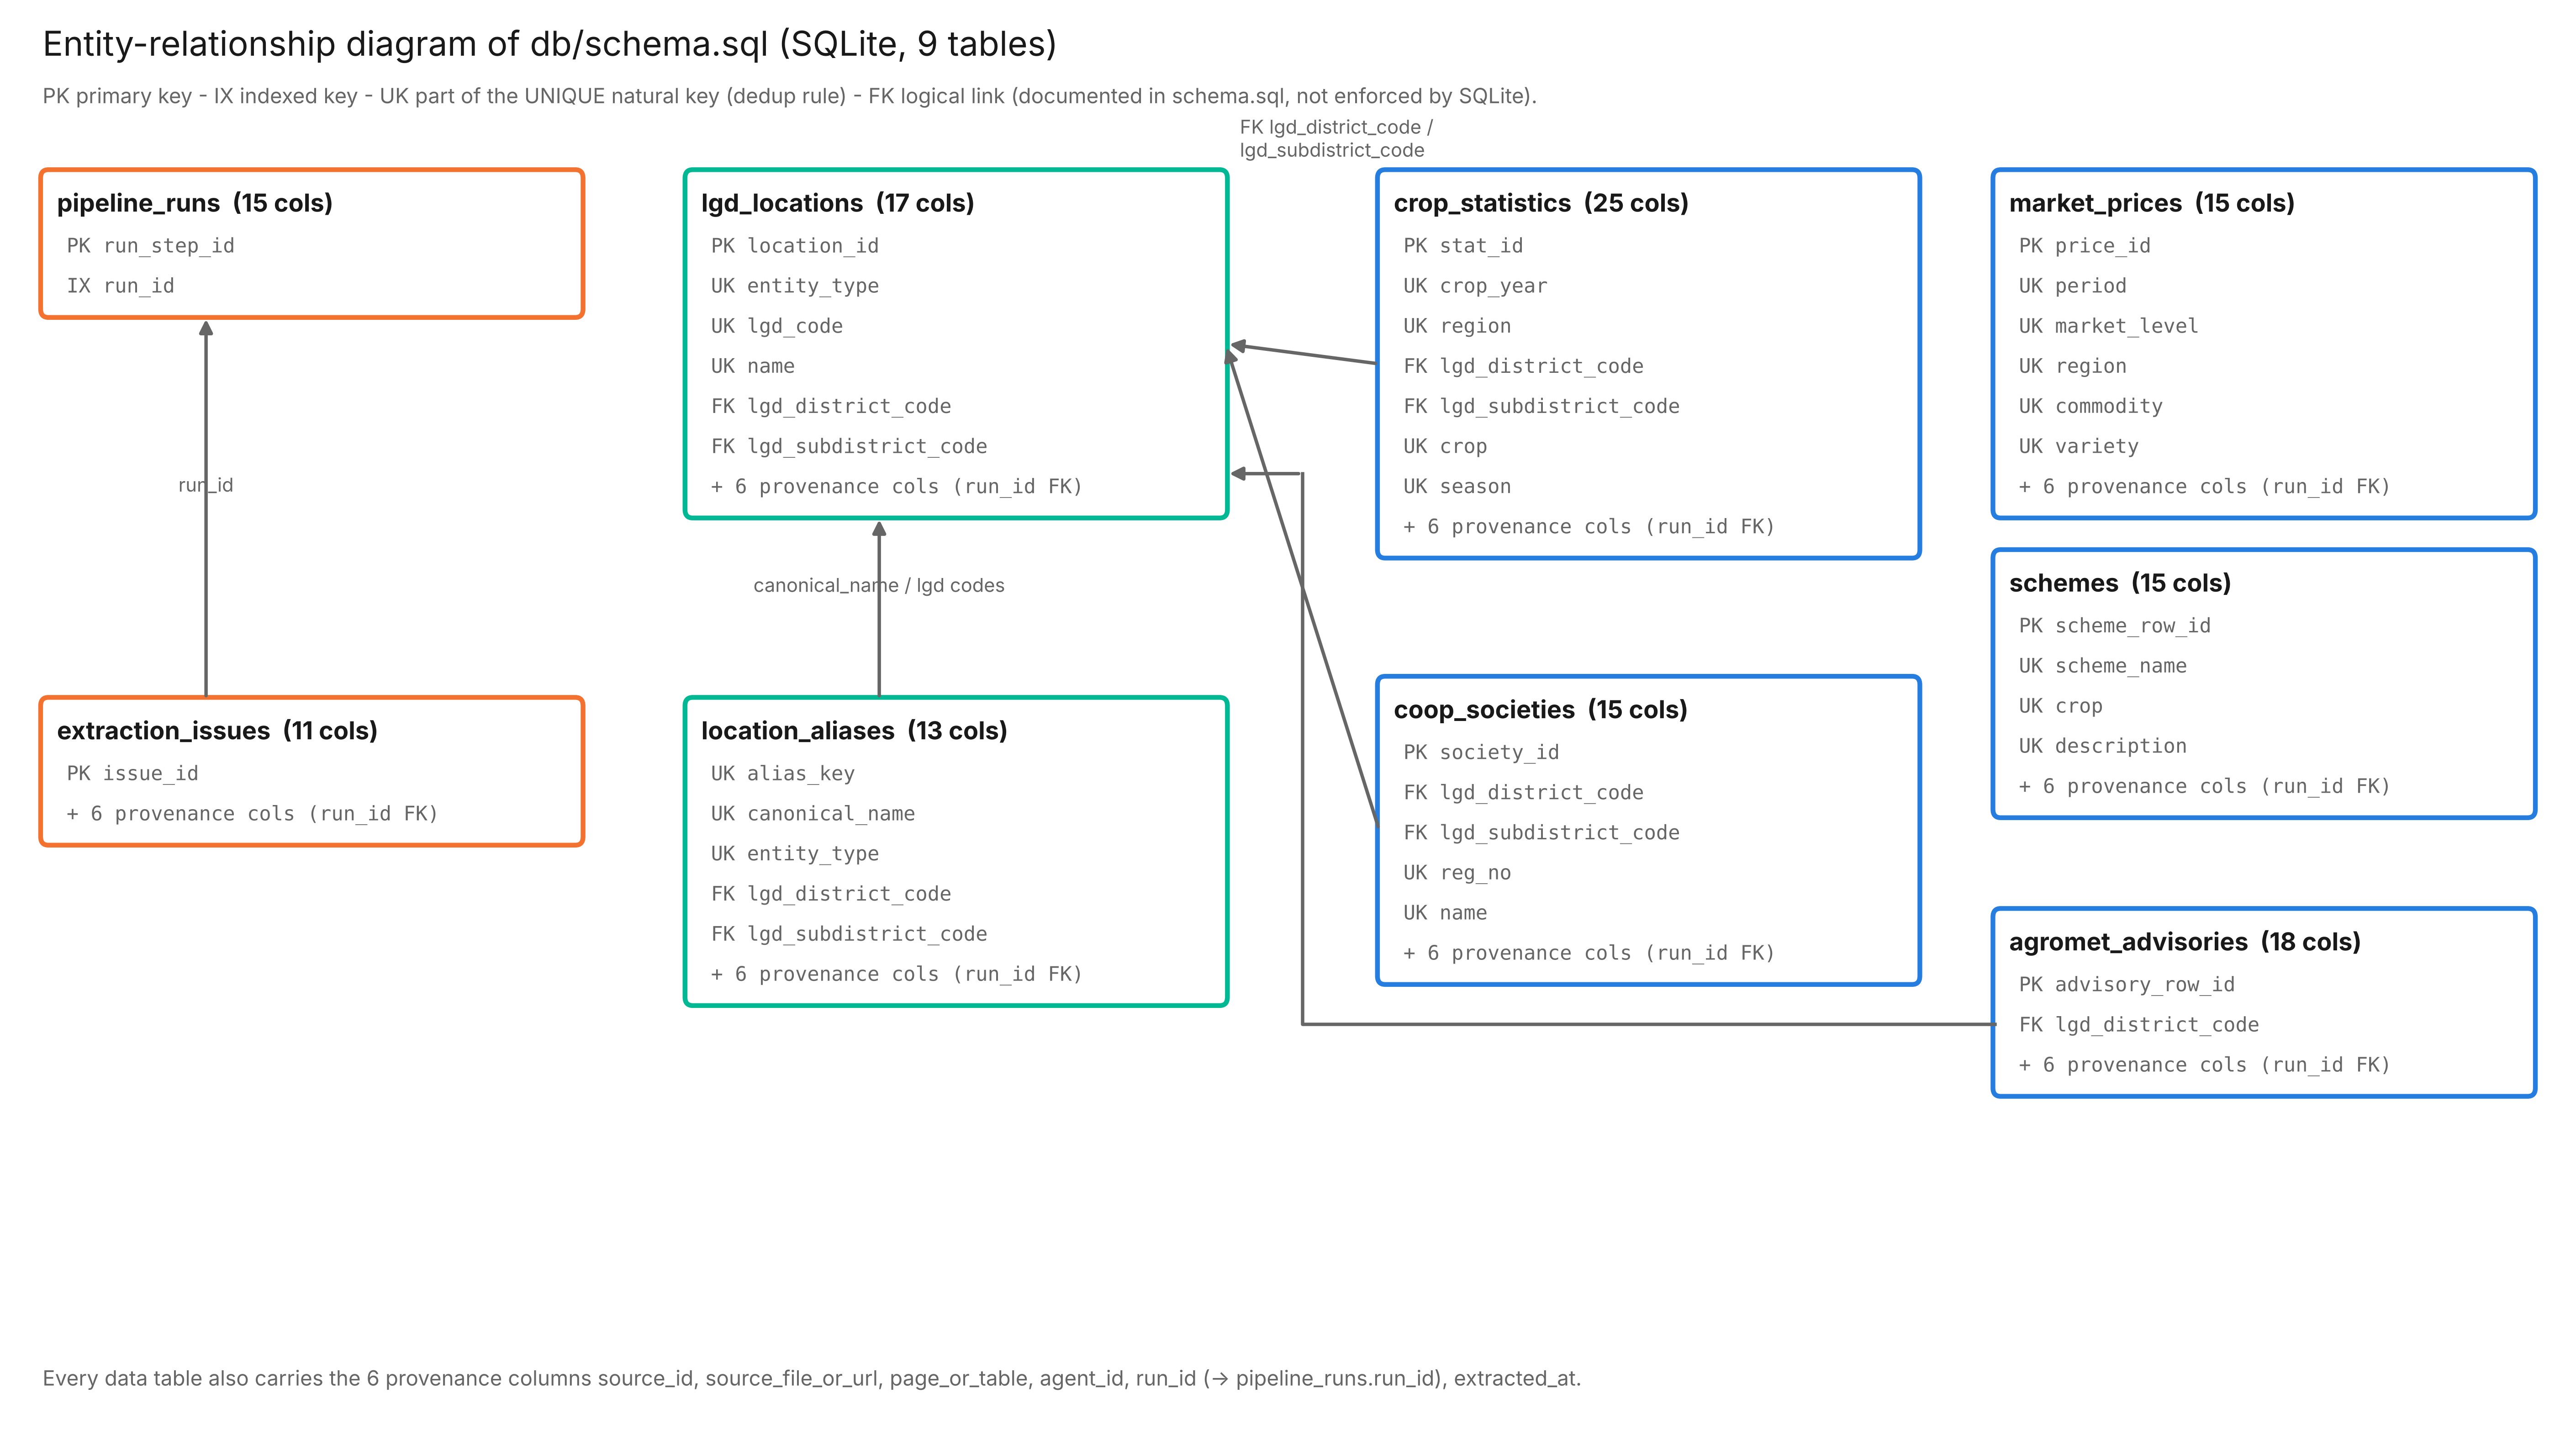 Entity-relationship diagram of db/schema.sql (SQLite, 9 tables)
PK primary key - IX indexed key - UK part of the UNIQUE natural key (dedup rule) - FK logical link (documented in schema.sql, not enforced by SQLite).
FK lgd_district_code /
lgd_subdistrict_code
pipeline_runs (15 cols)
PK run_step_id
IX run_id
run_id
extraction_issues (11 cols)
PK issue_id
+ 6 provenance cols (run_id FK)
lgd_locations (17 cols)
PK location_id
UK entity_type
UK lgd_code
UK name
FK lgd_district_code
FK lgd_subdistrict_code
+ 6 provenance cols (run_id FK)
canonical_name / lgd codes
location_aliases (13 cols)
UK alias_key
UK canonical_name
UK entity_type
FK lgd_district_code
FK lgd_subdistrict_code
+ 6 provenance cols (run_id FK)
crop_statistics (25 cols)
PK stat_id
UK crop_year
UK region
FK lgd_district_code
FK lgd_subdistrict_code
UK crop
UK season
+ 6 provenance cols (run_id FK)
coop_societies (15 cols)
PK society_id
FK lgd_district_code
FK lgd_subdistrict_code
UK reg_no
UK name
+ 6 provenance cols (run_id FK)
market_prices (15 cols)
PK price_id
UK period
UK market_level
UK region
UK commodity
UK variety
+ 6 provenance cols (run_id FK)
schemes (15 cols)
PK scheme_row_id
UK scheme_name
UK crop
UK description
+ 6 provenance cols (run_id FK)
agromet_advisories (18 cols)
PK advisory_row_id
FK lgd_district_code
+ 6 provenance cols (run_id FK)
Every data table also carries the 6 provenance columns source_id, source_file_or_url, page_or_table, agent_id, run_id (→ pipeline_runs.run_id), extracted_at.